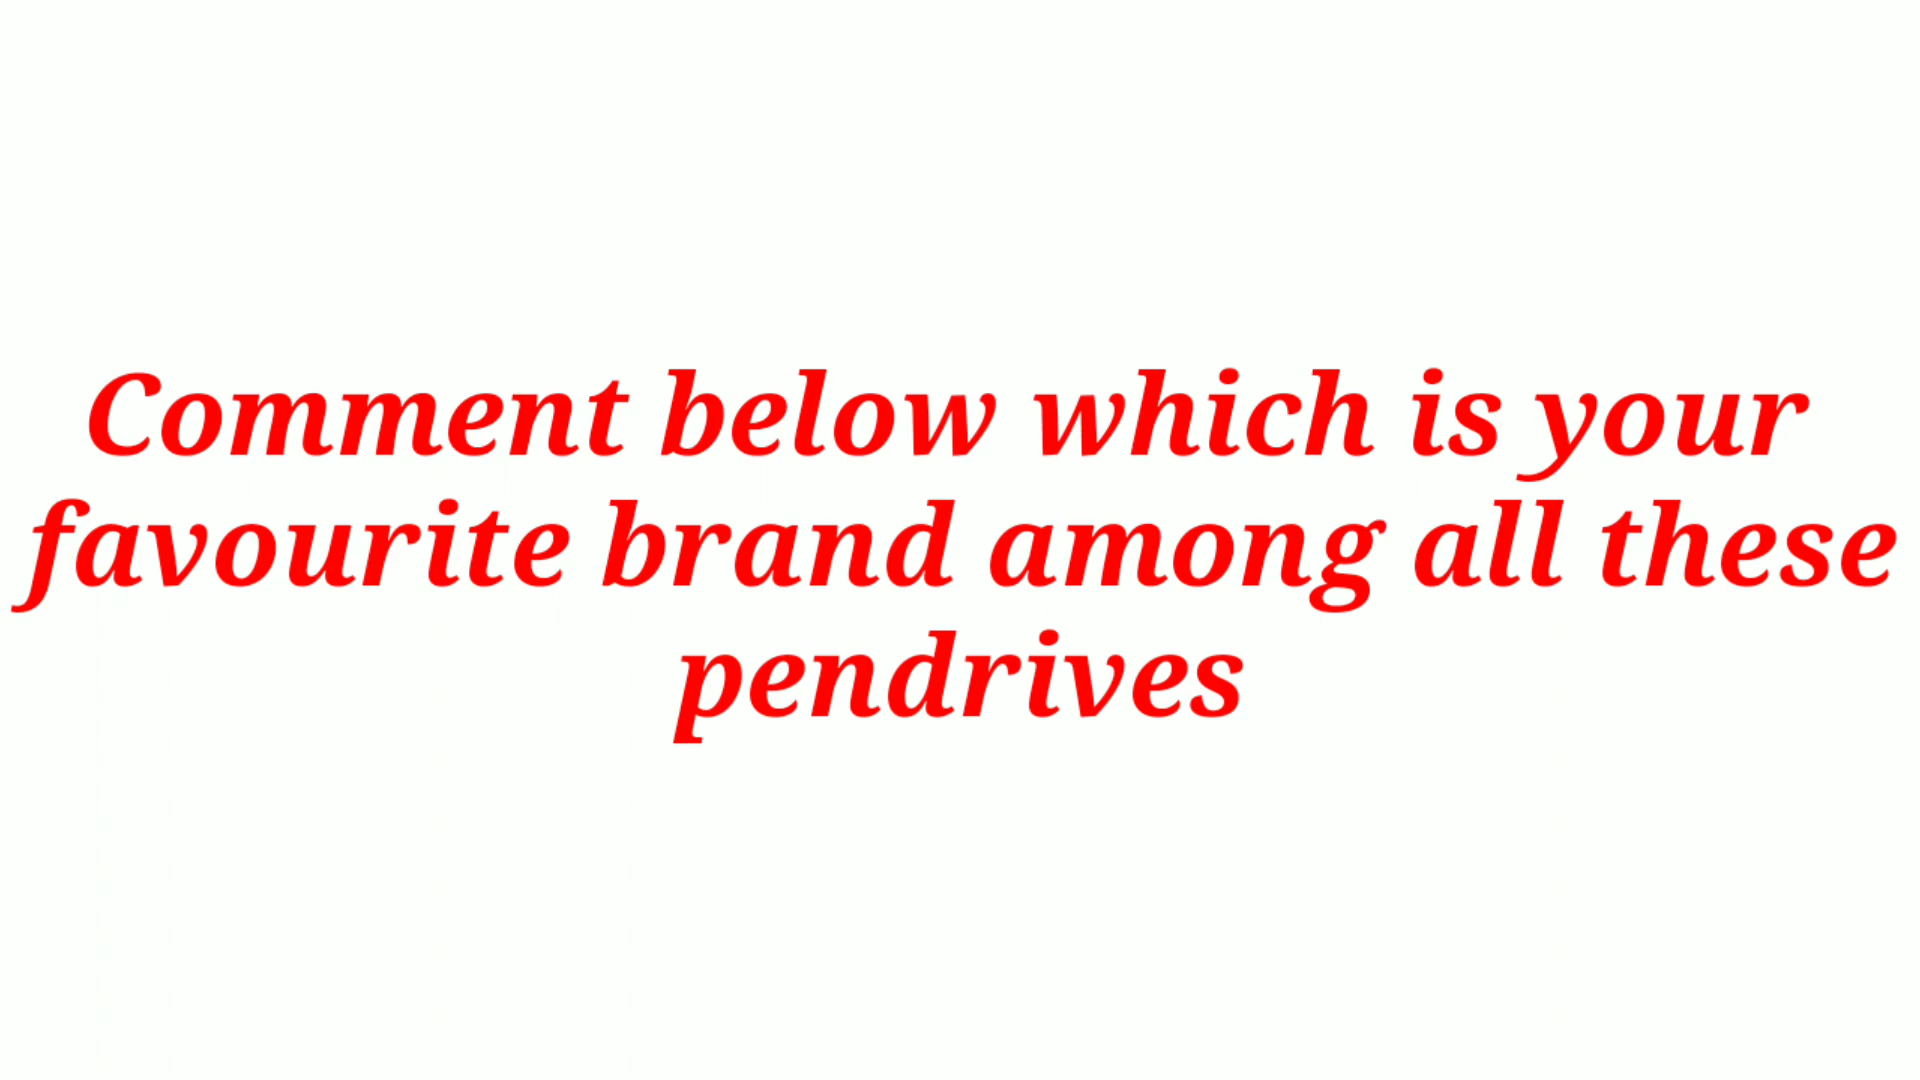 Comment below which is your
favourite brand among all these
pendrives